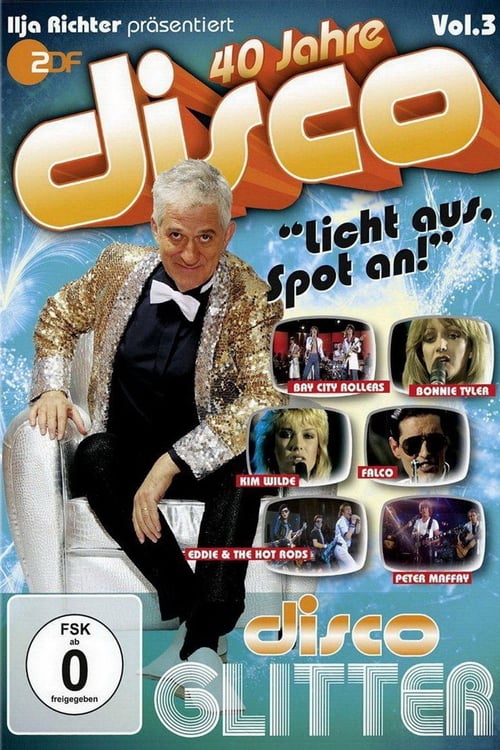 Ilja Richter präsentiert
Vol.3
ZDF
40 Jahre
disco
"Licht aus,
Spot an!"
BAY CITY ROLLERS
BONNIE TYLER
KIM WILDE
FALCO
EDDIE & THE HOT RODS
PETER MAFFAY
FSK
ab
0
freigegeben
disco
GLITTER